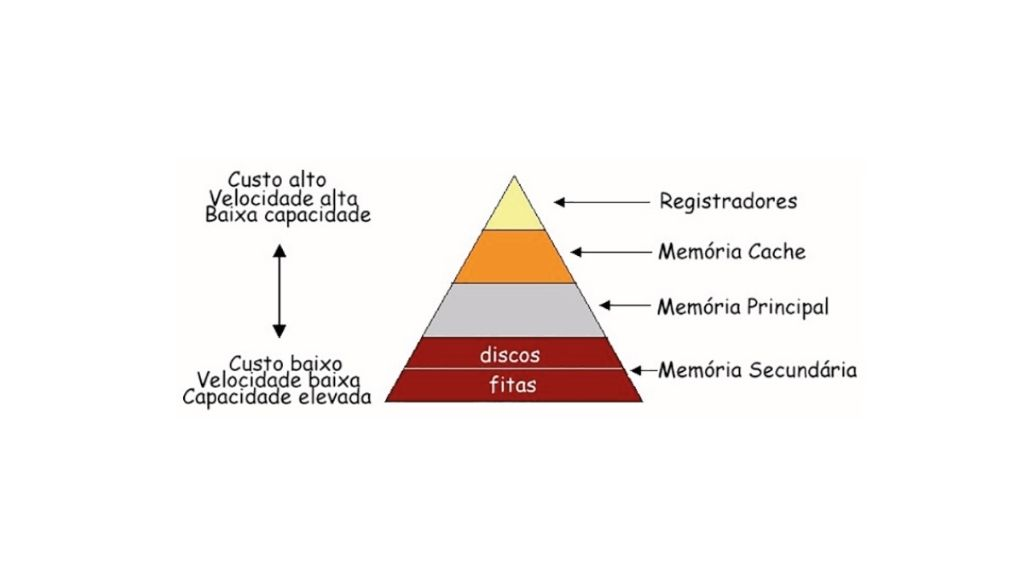 Custo alto
Velocidade alta
Baixa capacidade
Registradores
Memória Cache
Memória Principal
Custo baixo
Velocidade baixa
Capacidade elevada
discos
fitas
Memória Secundária